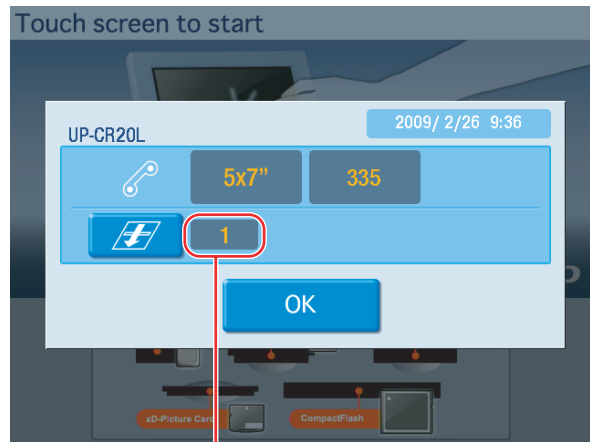 Touch screen to start
2009/ 2/26 9:36
UP-CR20L
5x7” 335
1
OK
xD-Picture Card
CompactFlash